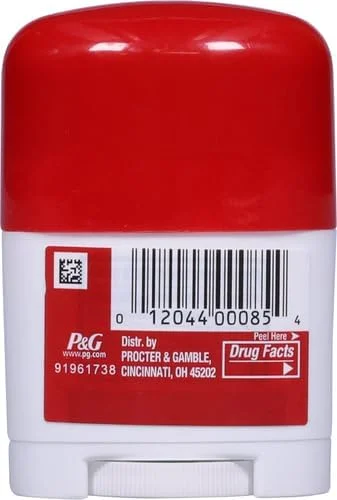 0 12044 00085 4
Peel Here
Drug Facts
P&G
www.pg.com
91961738
Distr. by
PROCTER & GAMBLE,
CINCINNATI, OH 45202